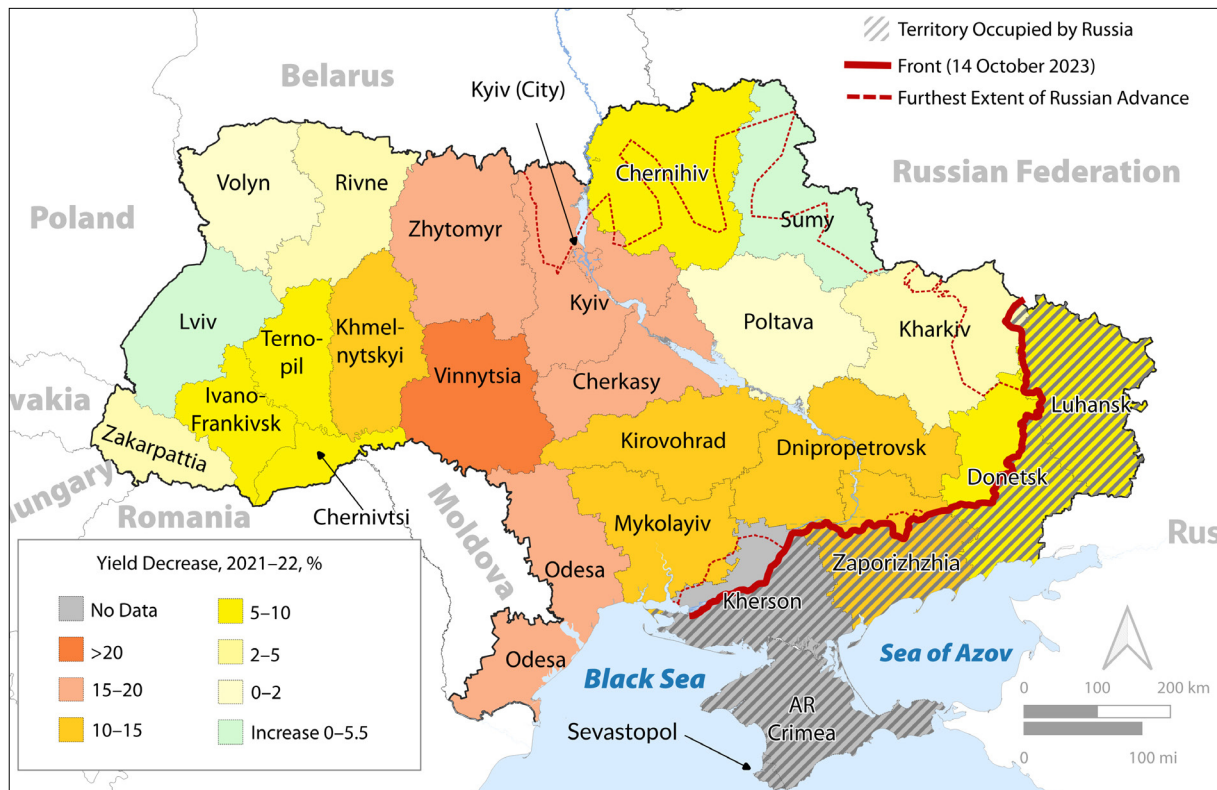 Territory Occupied by Russia
Front (14 October 2023)
Furthest Extent of Russian Advance
Belarus
Kyiv (City)
Russian Federation
Poland
Volyn
Rivne
Chernihiv
Zhytomyr
Sumy
Lviv
Terno-
pil
Khmel-
nytskyi
Kyiv
Poltava
Kharkiv
Vinnytsia
Cherkasy
vakia
Ivano-
Frankivsk
Luhansk
Zakarpattia
Kirovohrad
Dnipropetrovsk
Donetsk
Hungary
Romania
Chernivtsi
Moldova
Mykolayiv
Rus
Zaporizhzhia
Odesa
Kherson
Odesa
Black Sea
Sea of Azov
AR
Crimea
Sevastopol
Yield Decrease, 2021–22, %
No Data
>20
15–20
10–15
5–10
2–5
0–2
Increase 0–5.5
0 100 200 km
0 100 mi